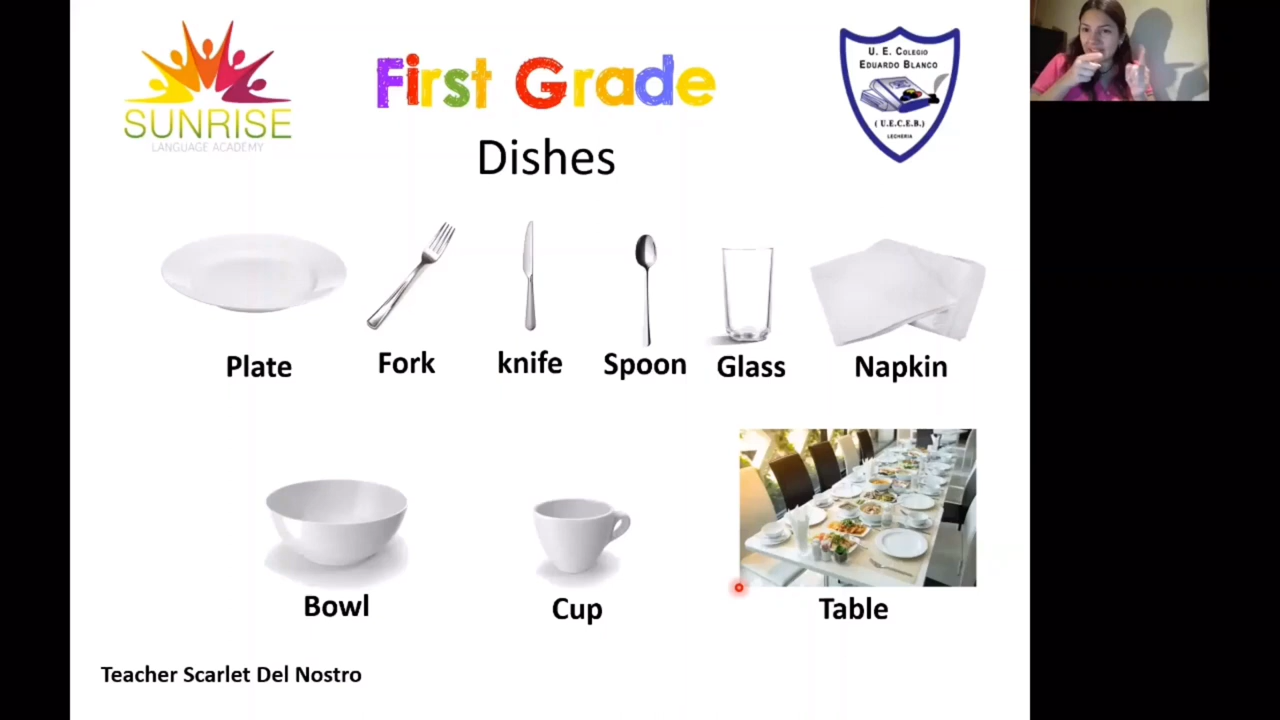 SUNRISE
LANGUAGE ACADEMY
First Grade
Dishes
U. E. COLEGIO
EDUARDO BLANCO
( U.E.C.E.B.)
LECHERIA
Plate
Fork
knife
Spoon
Glass
Napkin
Bowl
Cup
Table
Teacher Scarlet Del Nostro